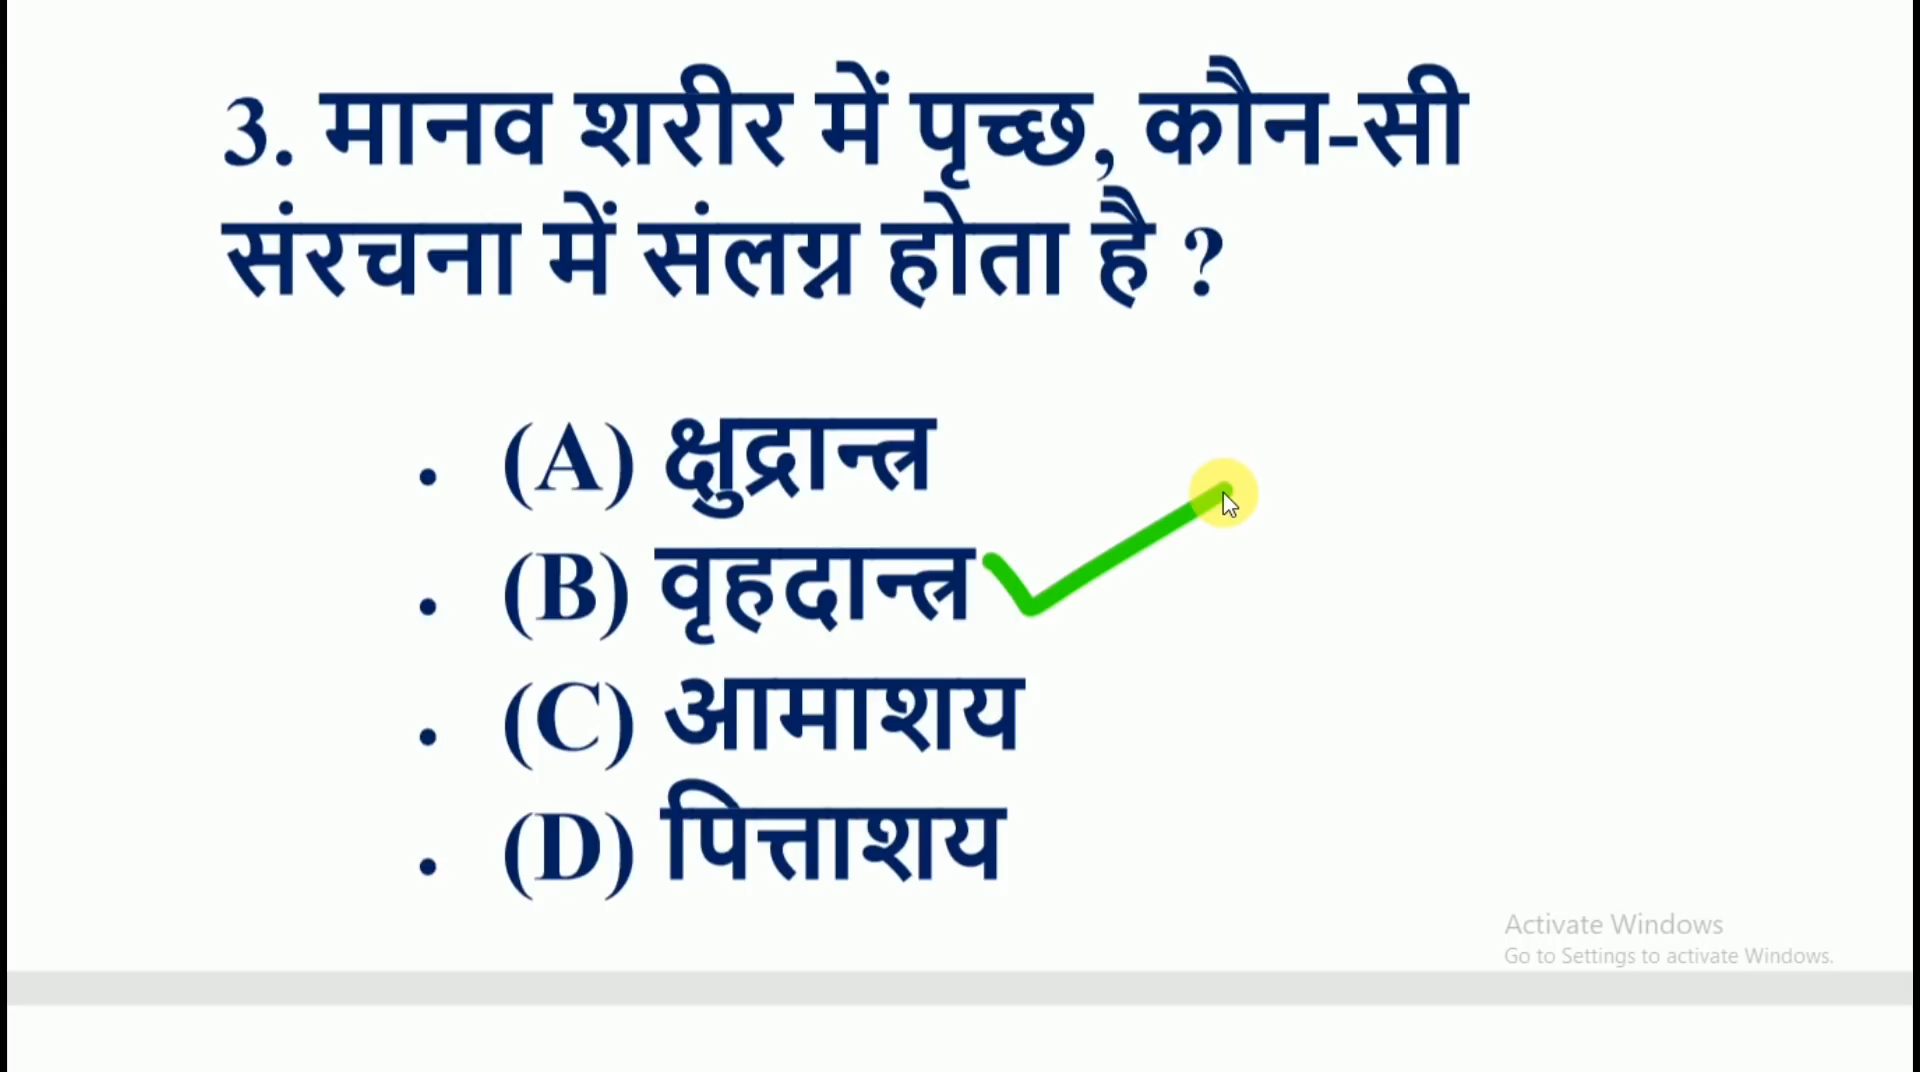 3. मानव शरीर में पृच्छ, कौन-सी
संरचना में संलग्न होता है ?
. (A) क्षुद्रान्त्र
. (B) वृहदान्त्र
. (C) आमाशय
. (D) पित्ताशय
Activate Windows
Go to Settings to activate Windows.